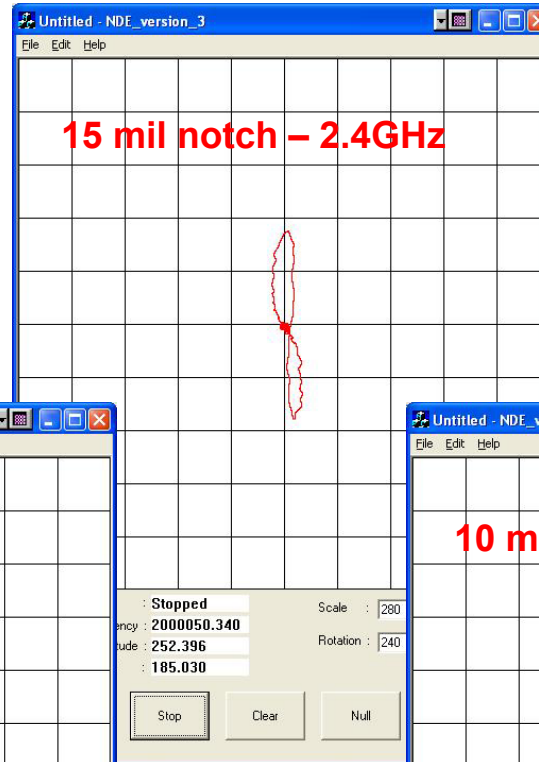 Untitled - NDE_version_3
File Edit Help
15 mil notch – 2.4GHz
Untitled - NDE_v
File Edit Help
10 m
: Stopped
ency : 2000050.340
tude : 252.396
: 185.030
Scale : 280
Rotation : 240
Stop Clear Null